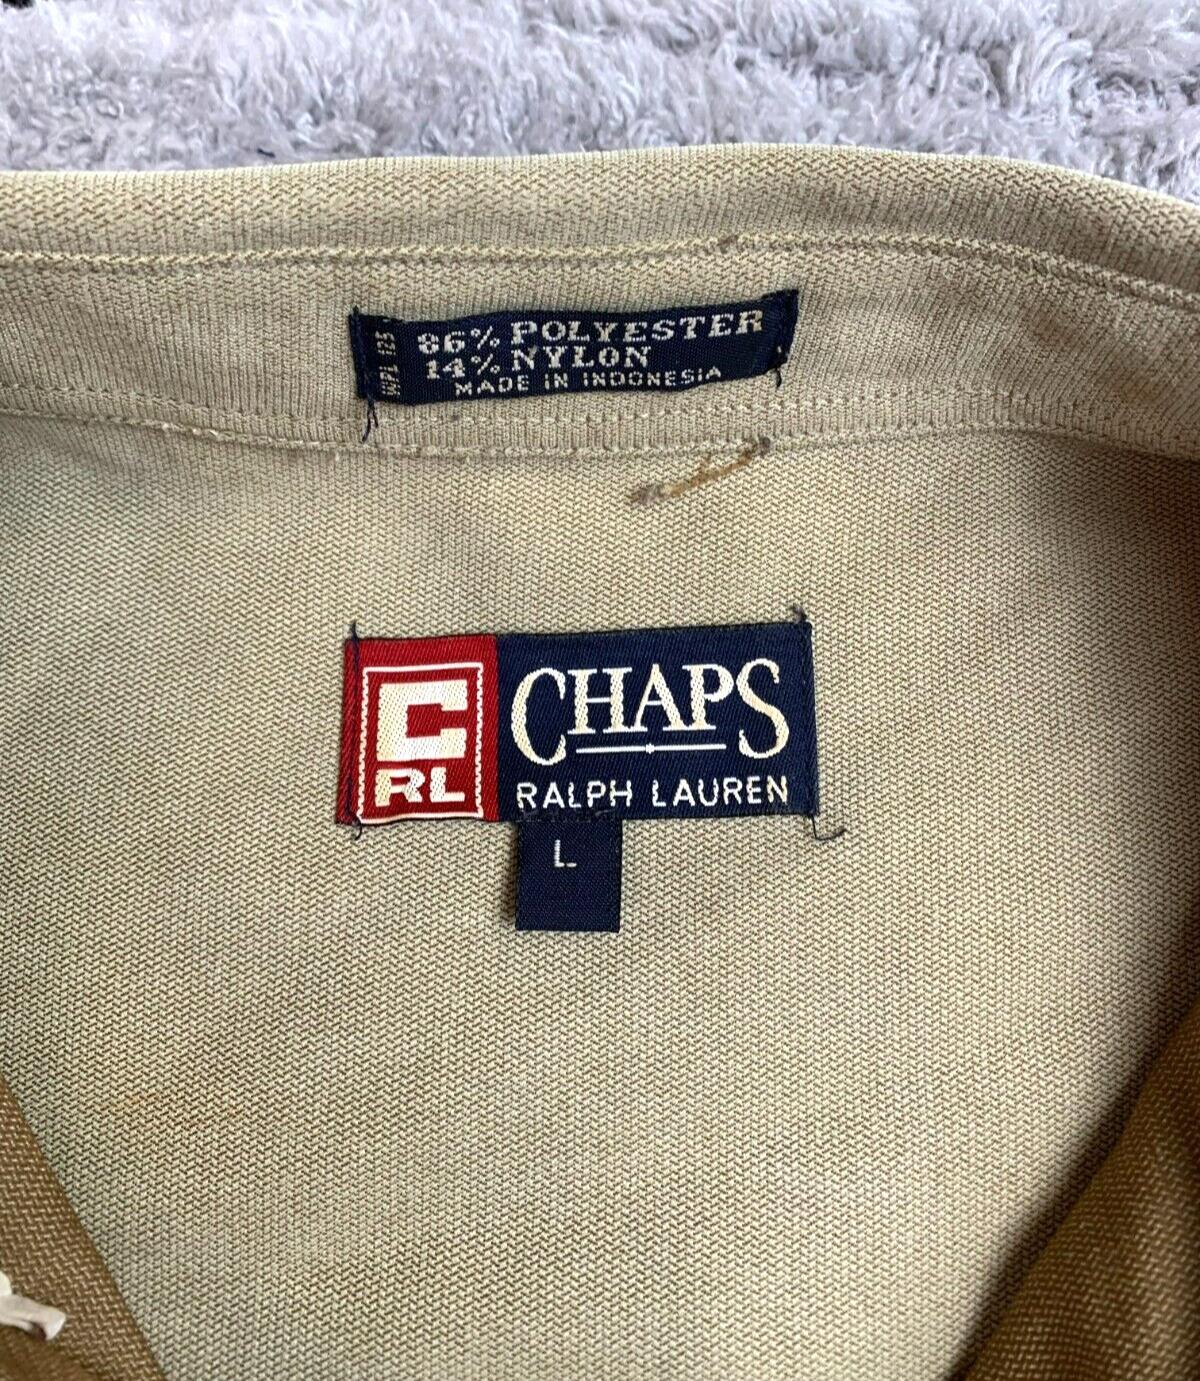 86% POLYESTER
14% NYLON
MADE IN INDONESIA
C
RL
CHAPS
RALPH LAUREN
L